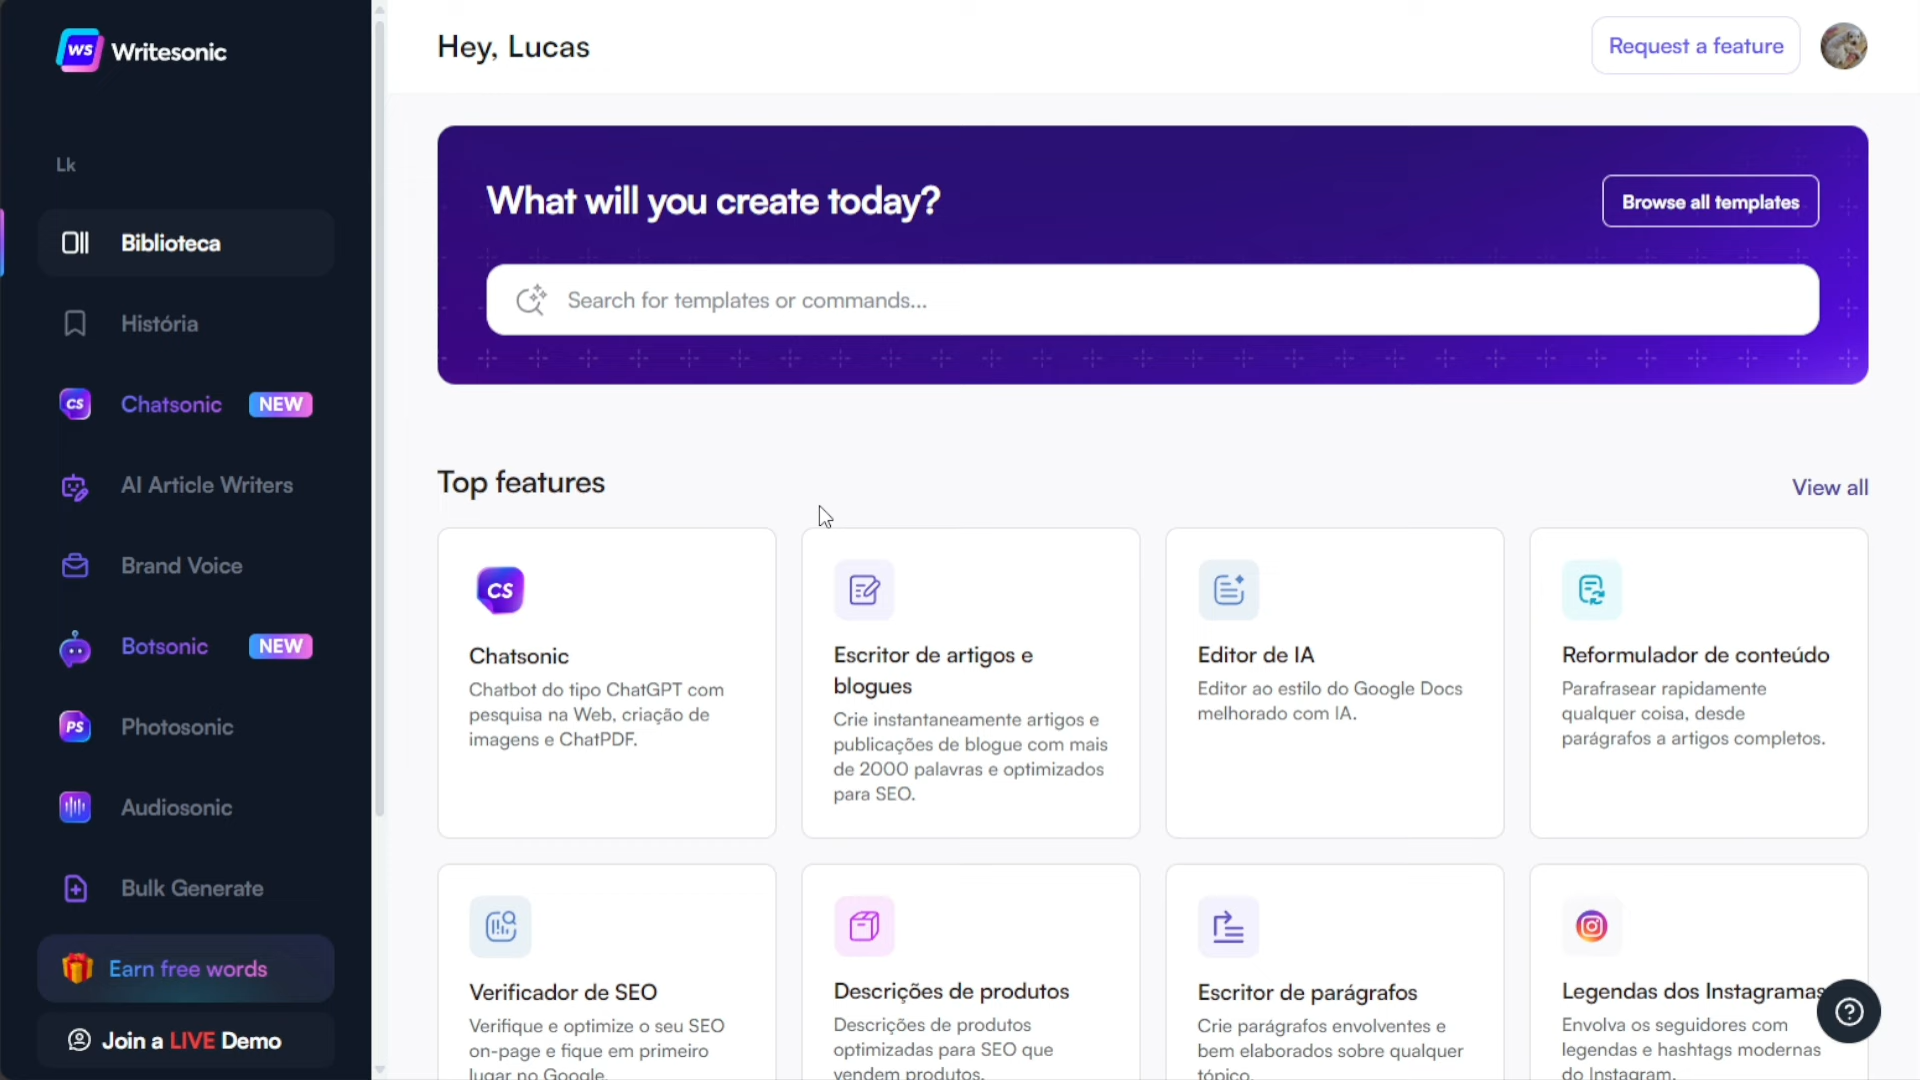 WS Writesonic
Hey, Lucas
Request a feature
Lk
Biblioteca
História
CS Chatsonic NEW
AI Article Writers
Brand Voice
Botsonic NEW
PS Photosonic
Audiosonic
Bulk Generate
Earn free words
Join a LIVE Demo
What will you create today?
Browse all templates
Search for templates or commands...
Top features
View all
CS
Chatsonic
Chatbot do tipo ChatGPT com
pesquisa na Web, criação de
imagens e ChatPDF.
Escritor de artigos e
blogues
Crie instantaneamente artigos e
publicações de blogue com mais
de 2000 palavras e optimizados
para SEO.
Editor de IA
Editor ao estilo do Google Docs
melhorado com IA.
Reformulador de conteúdo
Parafrasear rapidamente
qualquer coisa, desde
parágrafos a artigos completos.
Verificador de SEO
Verifique e optimize o seu SEO
on-page e fique em primeiro
lugar no Google.
Descrições de produtos
Descrições de produtos
optimizadas para SEO que
vendem produtos.
Escritor de parágrafos
Crie parágrafos envolventes e
bem elaborados sobre qualquer
tópico.
Legendas dos Instagramas
Envolva os seguidores com
legendas e hashtags modernas
do Instagram.